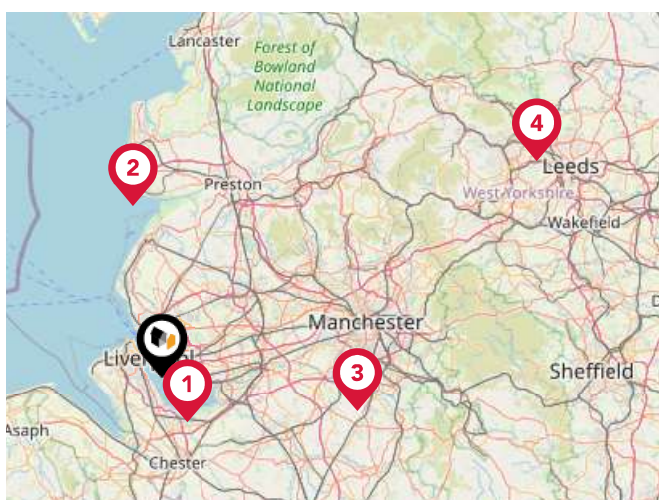 Lancaster
Forest of
Bowland
National
Landscape
4
2
Leeds
Preston
West Yorkshire
Wakefield
Manchester
1
3
Sheffield
Asaph
Chester